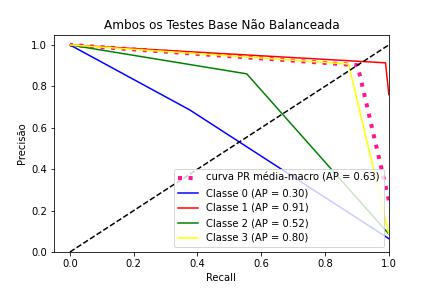 Ambos os Testes Base Não Balanceada
Precisão
1.0
0.8
0.6
0.4
0.2
0.0
curva PR média-macro (AP = 0.63)
Classe 0 (AP = 0.30)
Classe 1 (AP = 0.91)
Classe 2 (AP = 0.52)
Classe 3 (AP = 0.80)
0.0 0.2 0.4 0.6 0.8 1.0
Recall